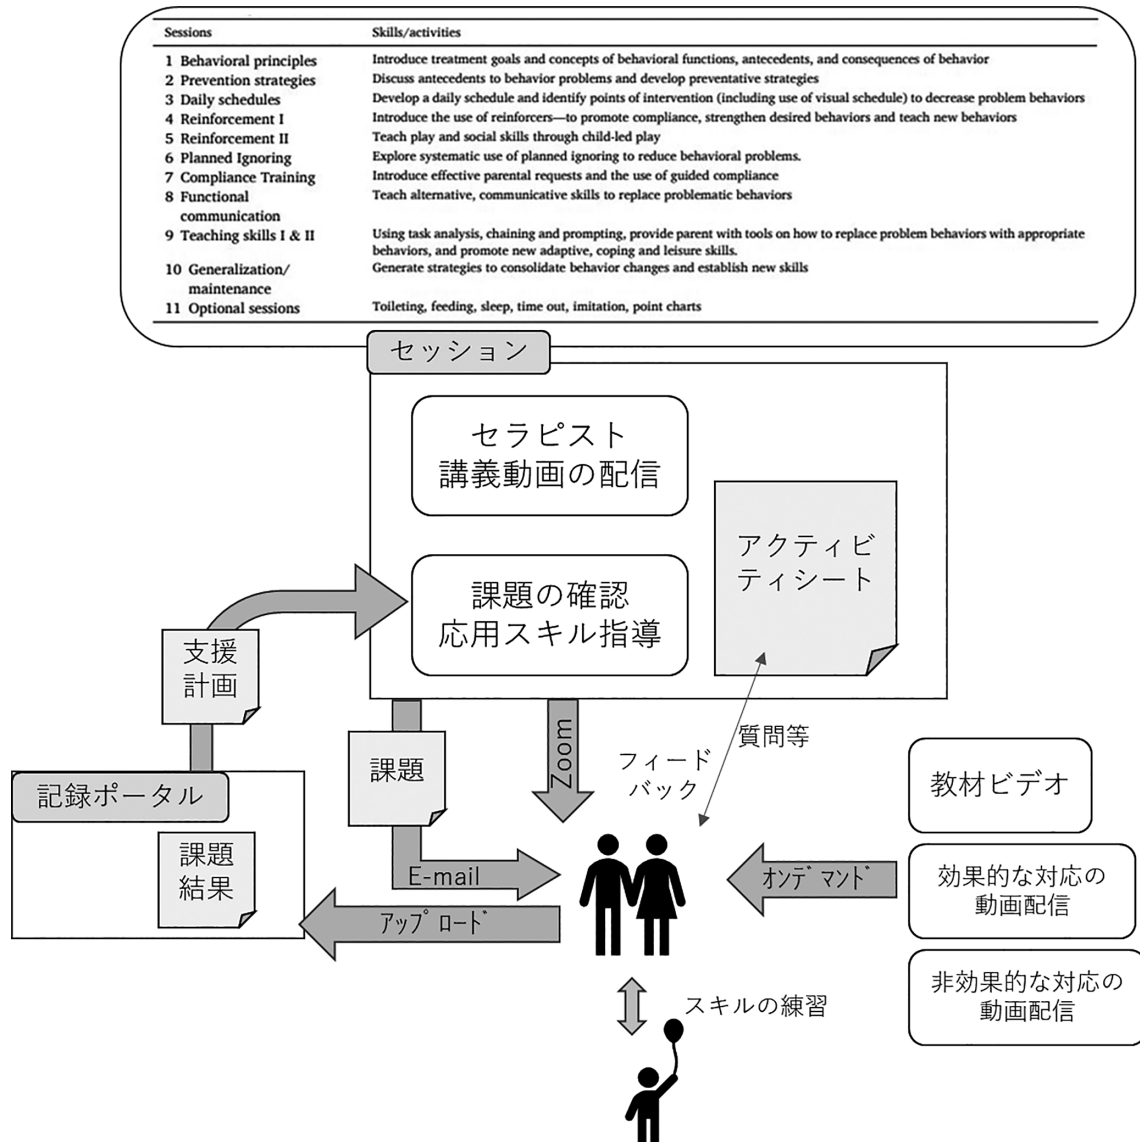 Sessions Skills/activities
1 Behavioral principles Introduce treatment goals and concepts of behavioral functions, antecedents, and consequences of behavior
2 Prevention strategies Discuss antecedents to behavior problems and develop preventative strategies
3 Daily schedules Develop a daily schedule and identify points of intervention (including use of visual schedule) to decrease problem behaviors
4 Reinforcement I Introduce the use of reinforcers—to promote compliance, strengthen desired behaviors and teach new behaviors
5 Reinforcement II Teach play and social skills through child-led play
6 Planned Ignoring Explore systematic use of planned ignoring to reduce behavioral problems.
7 Compliance Training Introduce effective parental requests and the use of guided compliance
8 Functional Teach alternative, communicative skills to replace problematic behaviors
communication
9 Teaching skills I & II Using task analysis, chaining and prompting, provide parent with tools on how to replace problem behaviors with appropriate
behaviors, and promote new adaptive, coping and leisure skills.
10 Generalization/ Generate strategies to consolidate behavior changes and establish new skills
maintenance
11 Optional sessions Toileting, feeding, sleep, time out, imitation, point charts
セッション
セラピスト
講義動画の配信
アクティビ
ティシート
課題の確認
応用スキル指導
支援
計画
課題
Zoom
フィード
バック
質問等
記録ポータル
課題
結果
E-mail
アップロード
オンデマンド
教材ビデオ
効果的な対応の
動画配信
非効果的な対応の
動画配信
スキルの練習